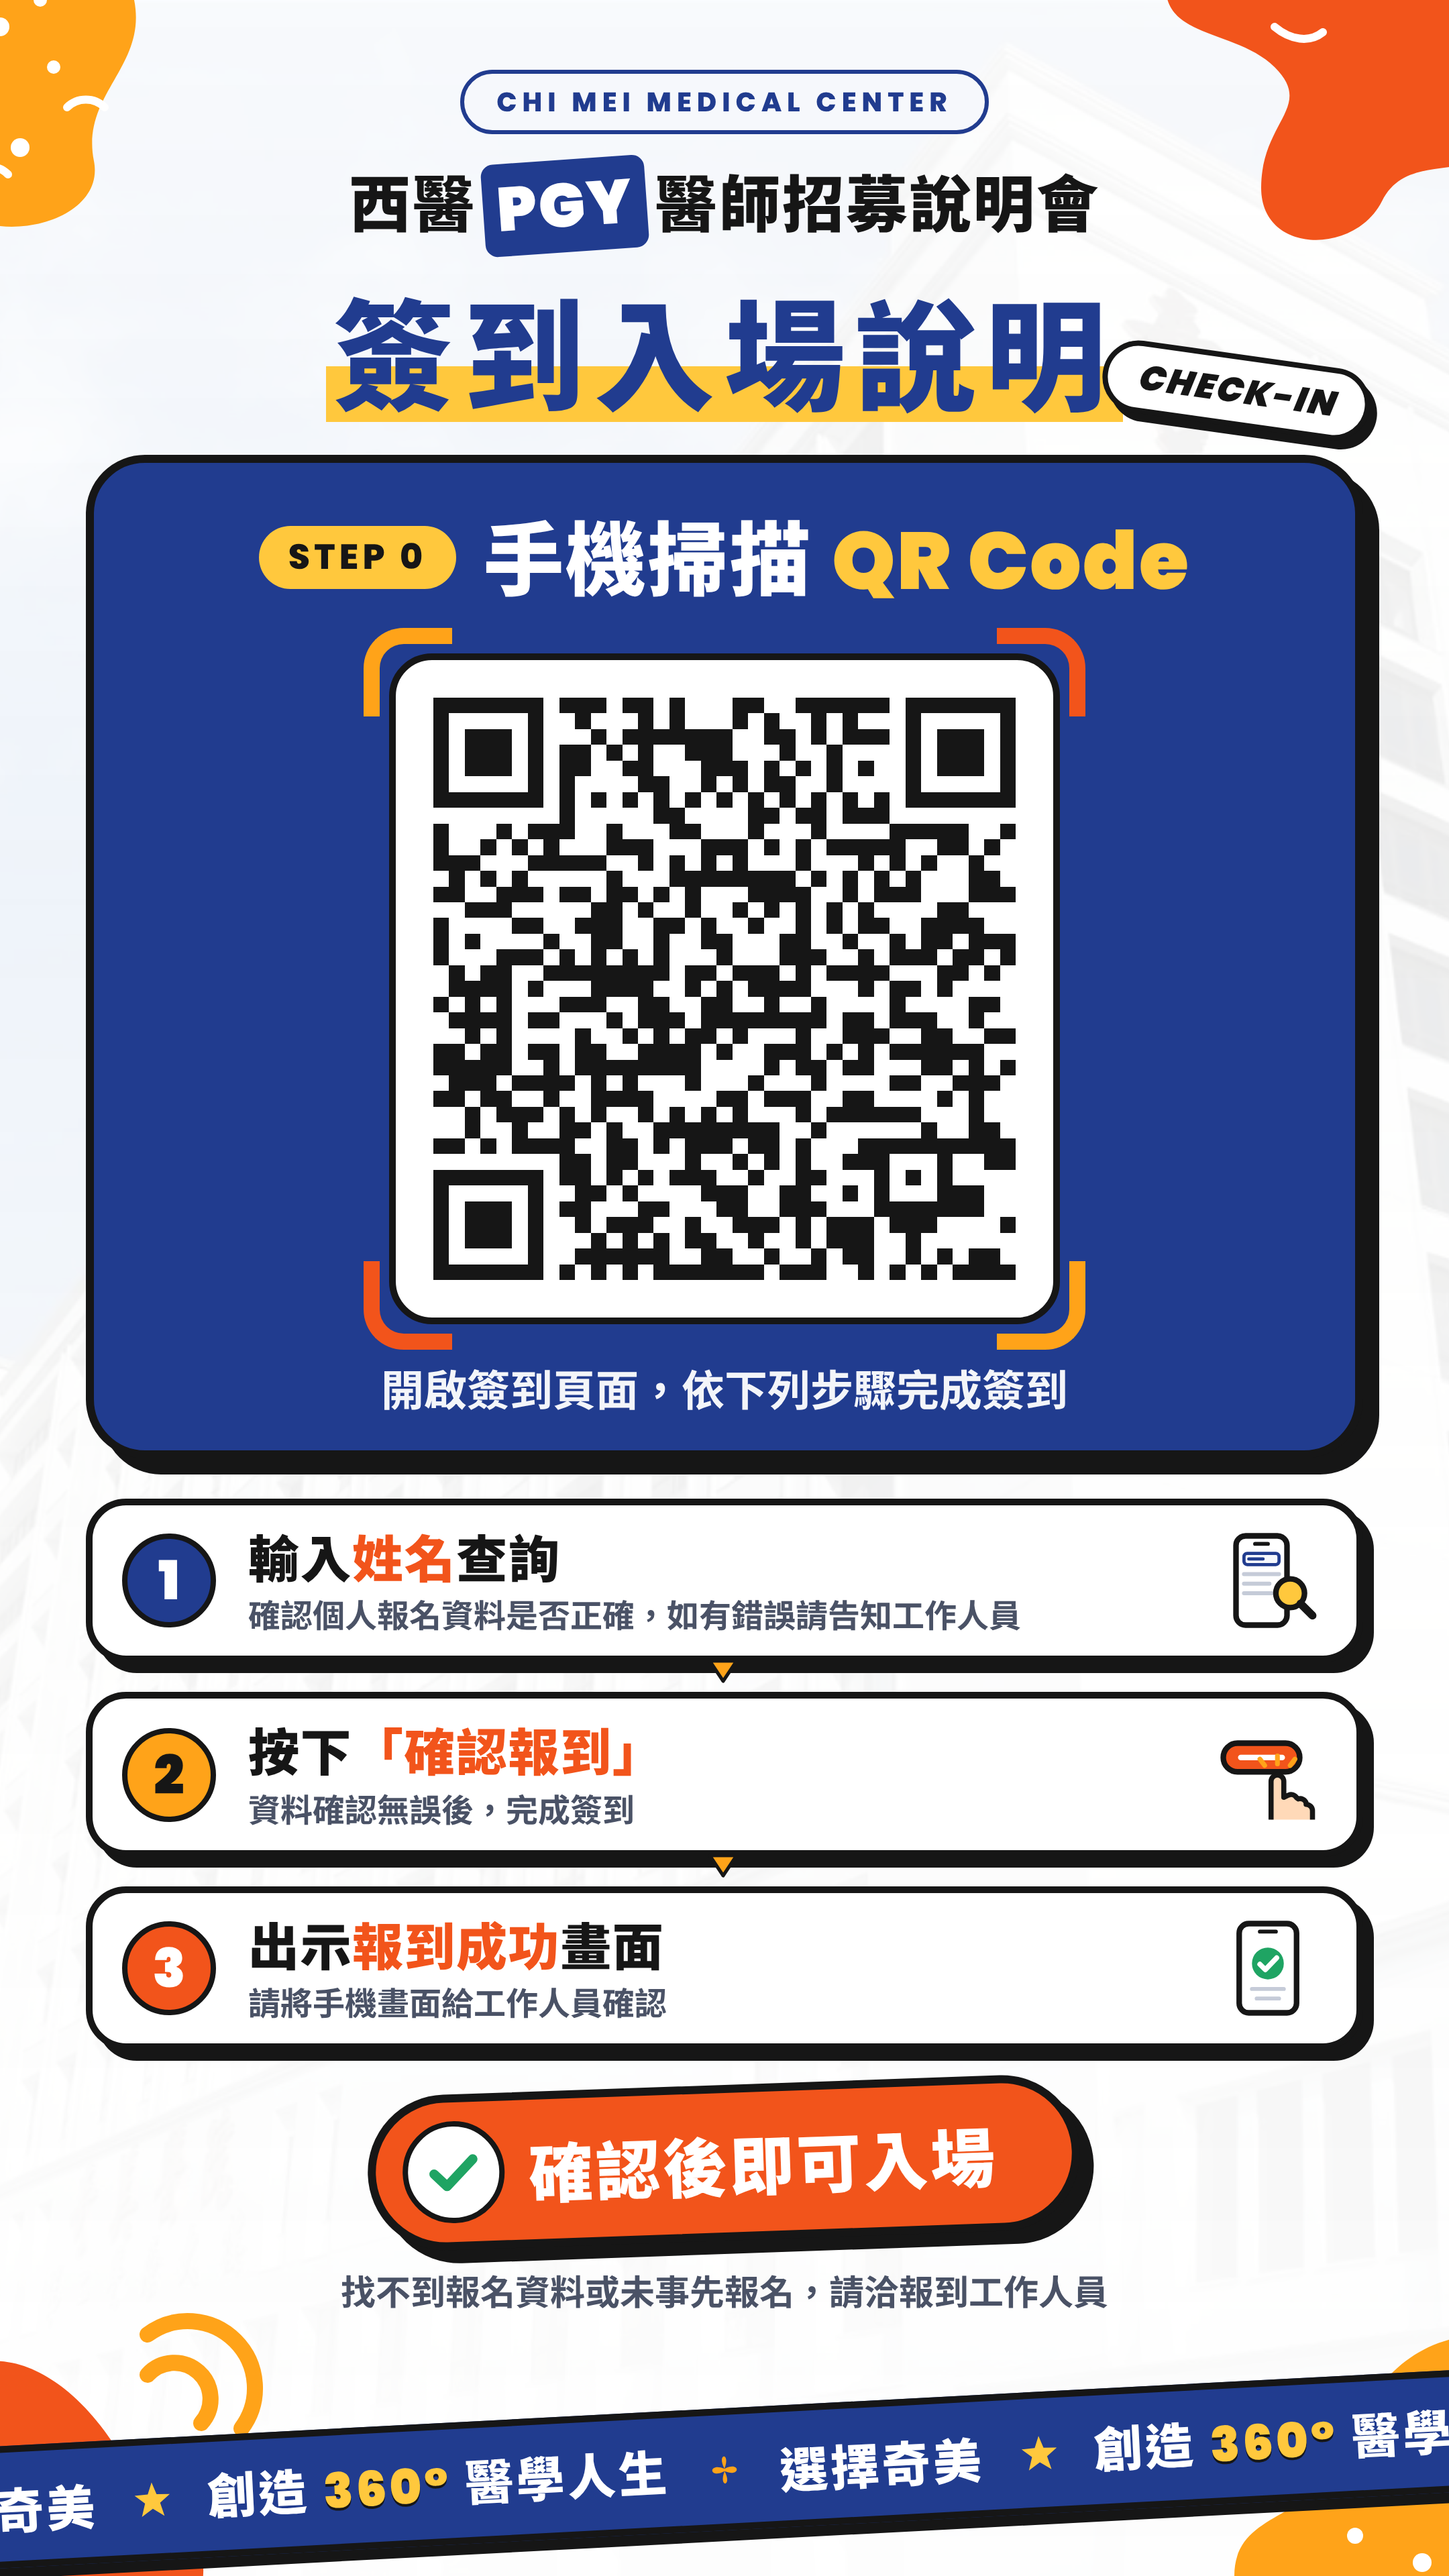 CHI MEI MEDICAL CENTER
西醫PGY醫師招募說明會
簽到入場說明
CHECK-IN
STEP 0 手機掃描 QR Code
開啟簽到頁面，依下列步驟完成簽到
1 輸入姓名查詢
確認個人報名資料是否正確，如有錯誤請告知工作人員
2 按下「確認報到」
資料確認無誤後，完成簽到
3 出示報到成功畫面
請將手機畫面給工作人員確認
確認後即可入場
找不到報名資料或未事先報名，請洽報到工作人員
奇美 ★ 創造 360° 醫學人生 選擇奇美 ★ 創造 360° 醫學